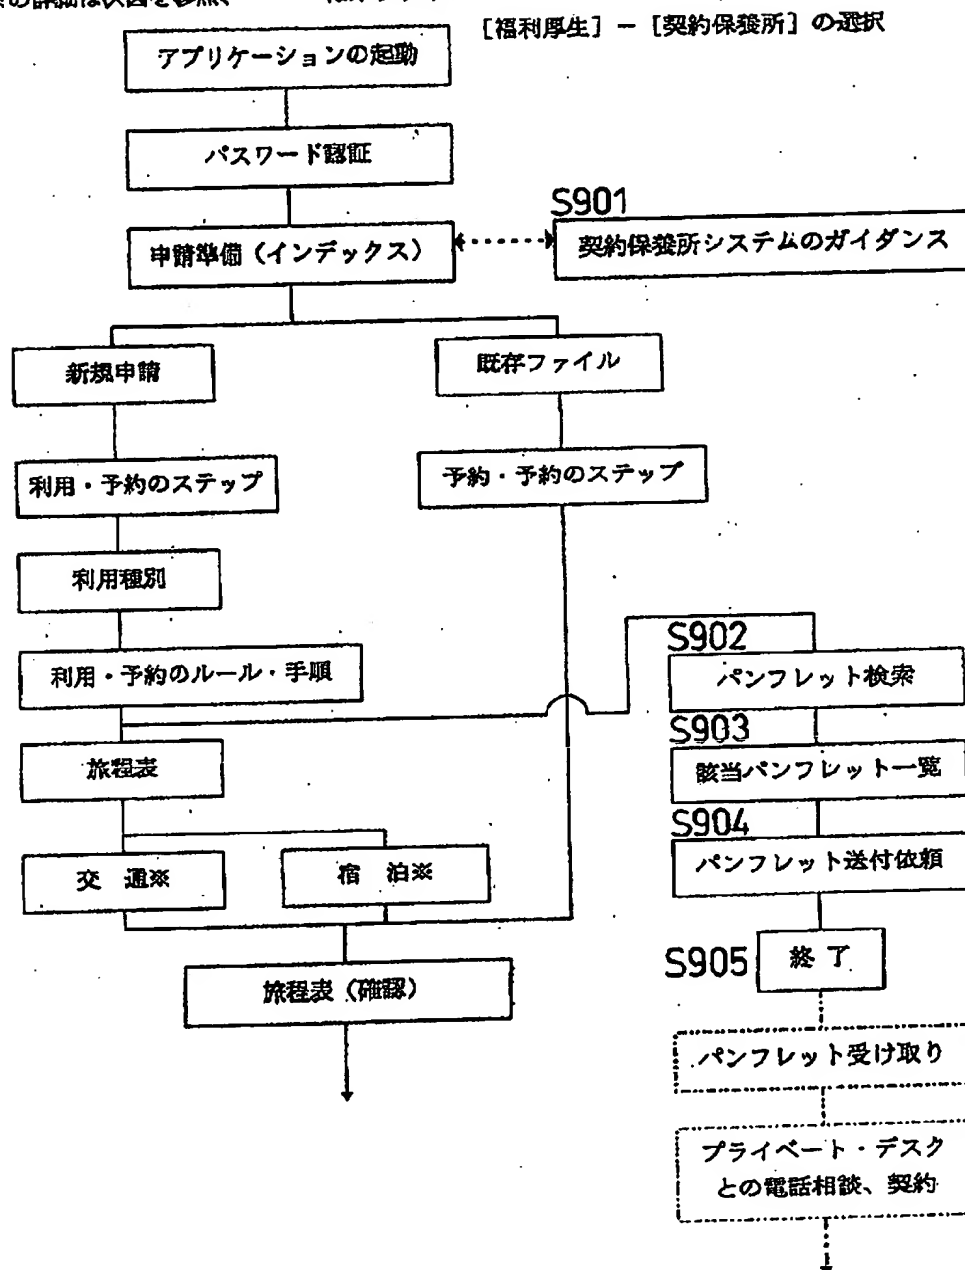 の詳細は次図を参照、
[福利厚生] － [契約保養所] の選択
アプリケーションの起動
パスワード認証
S901
申請準備（インデックス）
契約保養所システムのガイダンス
新規申請
既存ファイル
利用・予約のステップ
予約・予約のステップ
利用種別
利用・予約のルール・手順
S902
パンフレット検索
旅程表
S903
該当パンフレット一覧
S904
パンフレット送付依頼
交　通※
宿　泊※
S905
終 了
旅程表（確認）
パンフレット受け取り
プライベート・デスク
との電話相談、契約